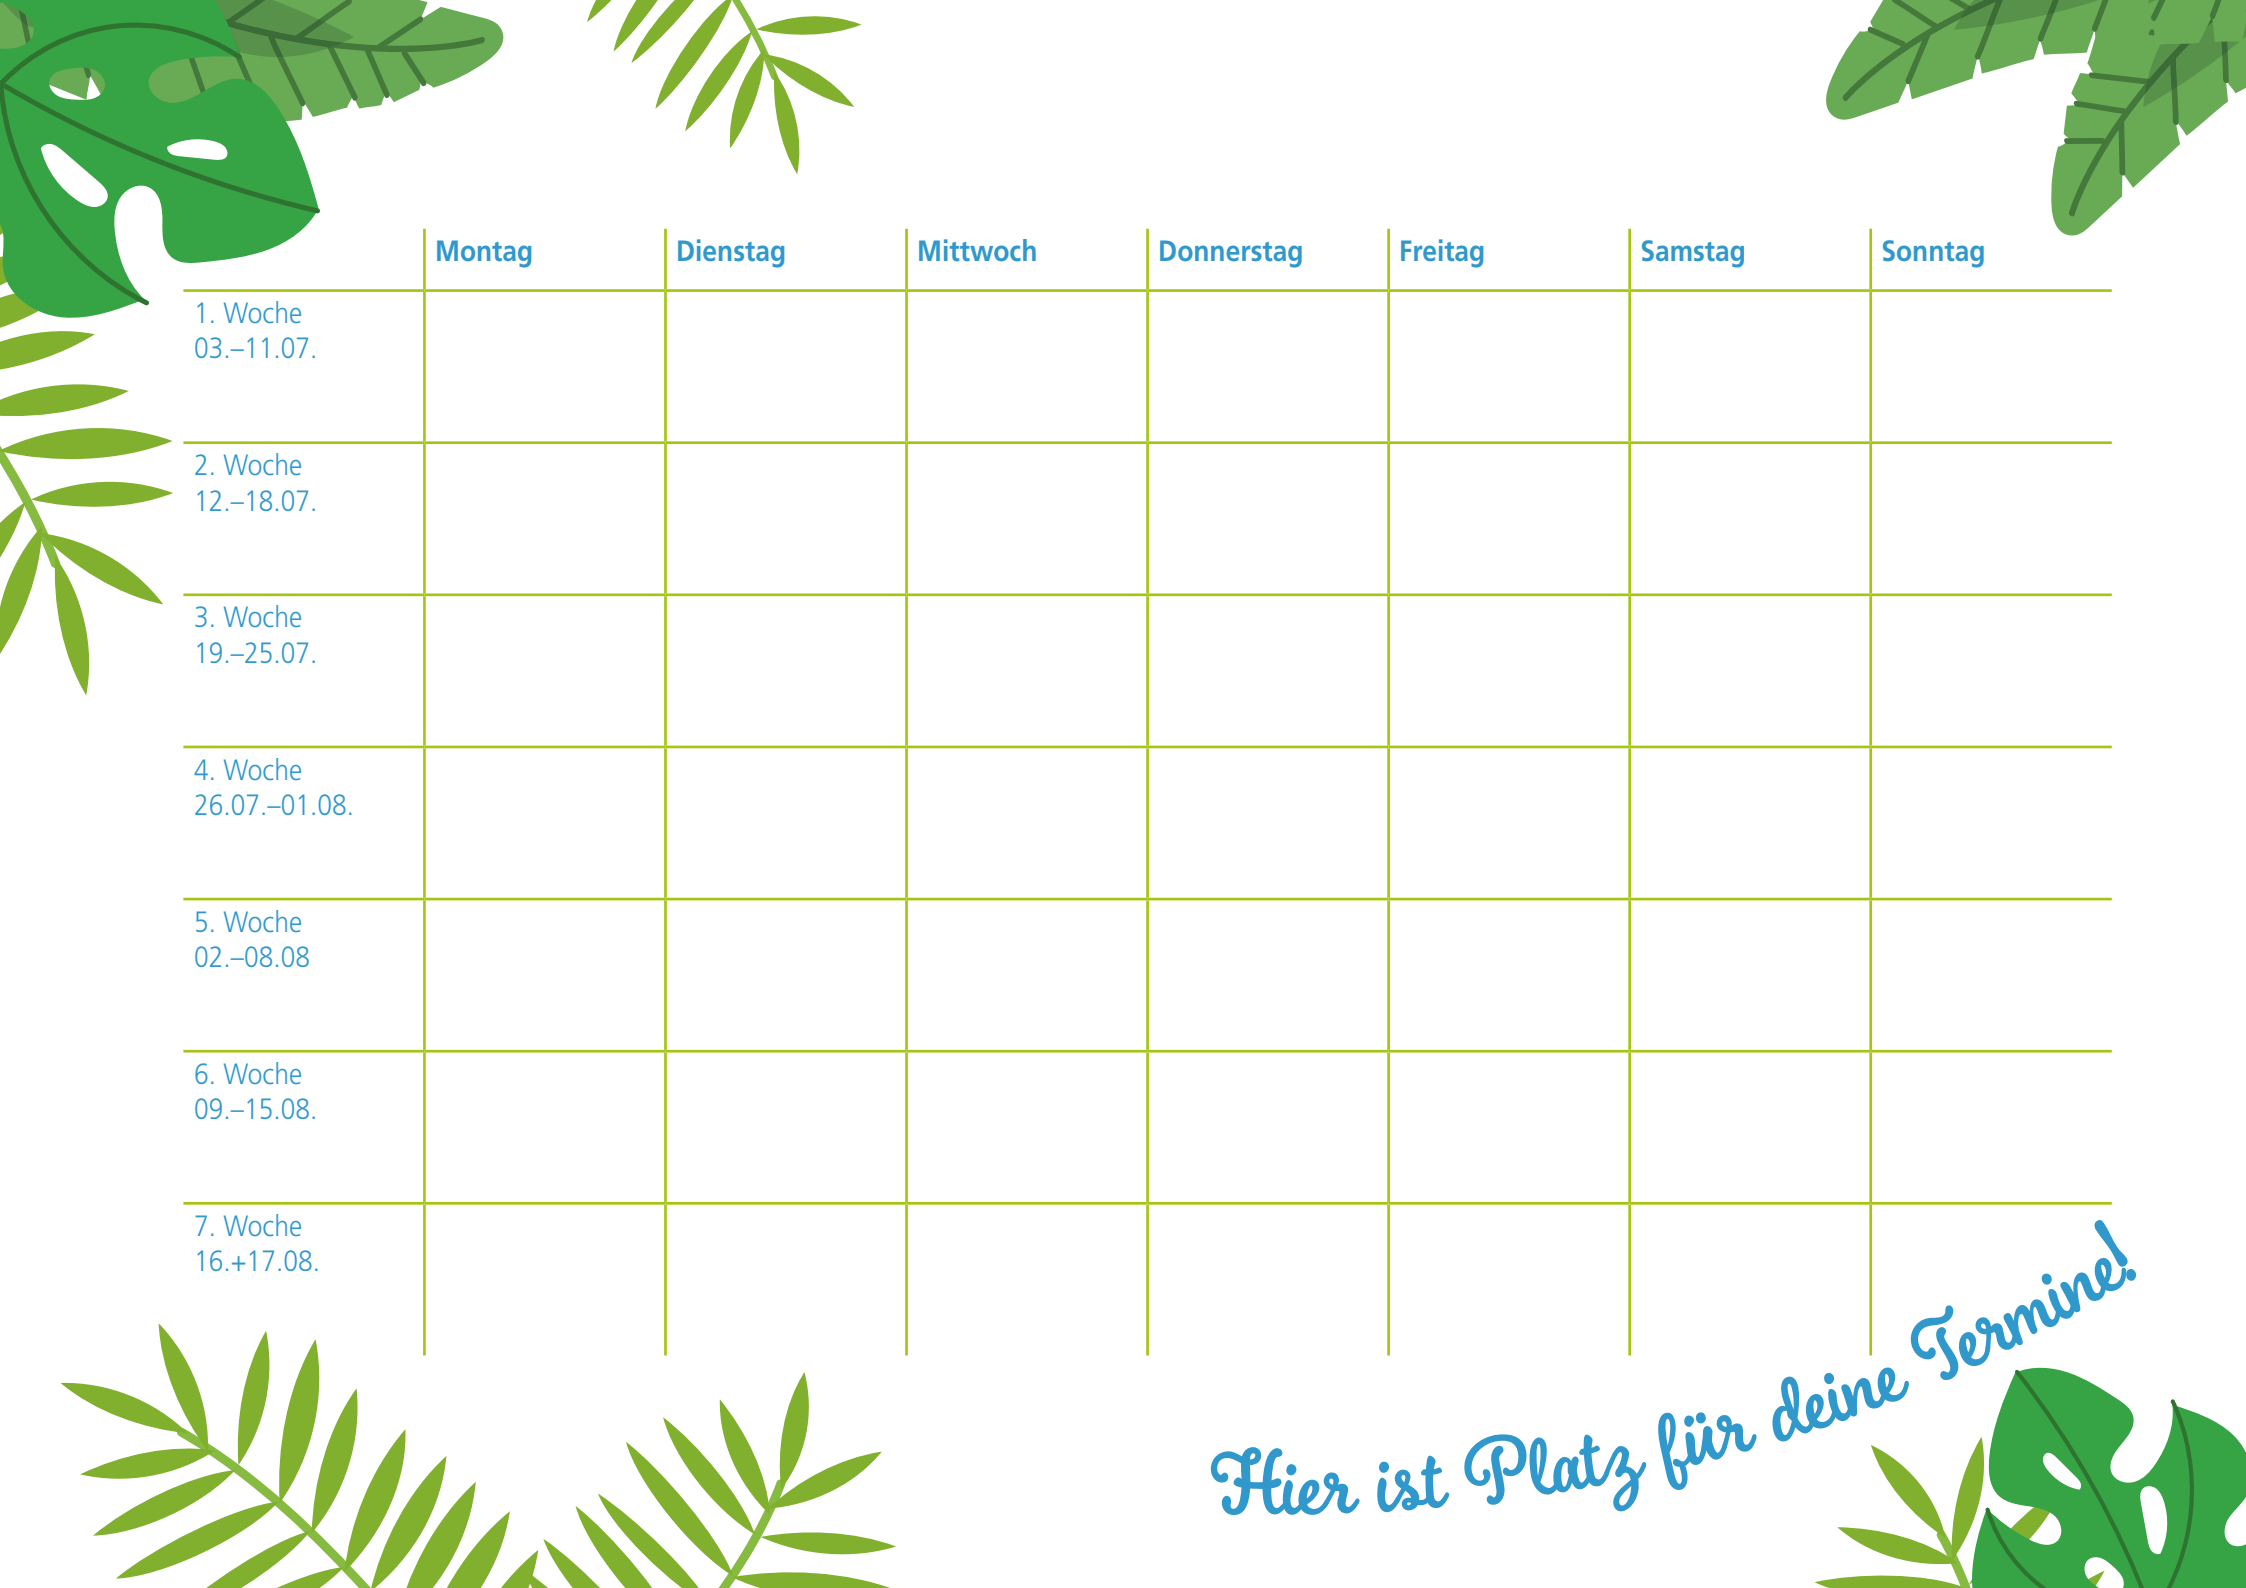 Montag Dienstag Mittwoch Donnerstag Freitag Samstag Sonntag
1. Woche
03.–11.07.
2. Woche
12.–18.07.
3. Woche
19.–25.07.
4. Woche
26.07.–01.08.
5. Woche
02.–08.08
6. Woche
09.–15.08.
7. Woche
16.+17.08.
Hier ist Platz für deine Termine!